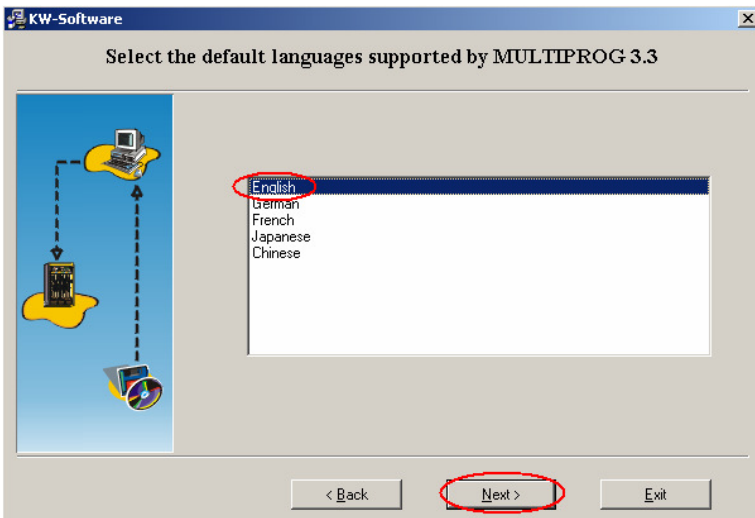 KW-Software
Select the default languages supported by MULTIPROG 3.3
English
German
French
Japanese
Chinese
< Back
Next >
Exit